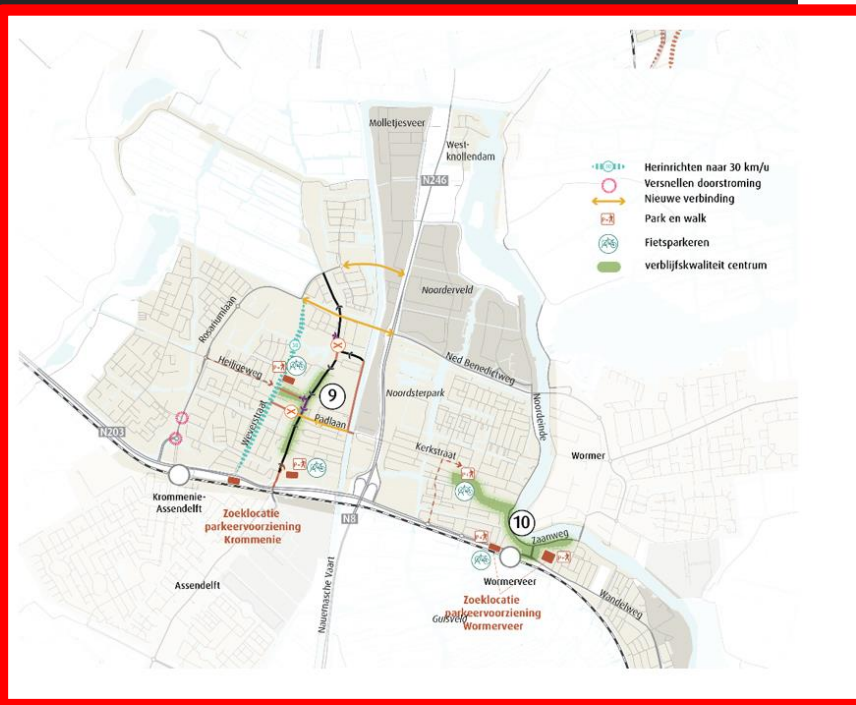 Molletjesveer
West-
knollendam
N246
Herinrichten naar 30 km/u
Versnellen doorstroming
Nieuwe verbinding
Park en walk
Fietsparkeren
verblijfskwaliteit centrum
Rosariumlaan
Noorderveld
Heiligeweg
Ned Benedictweg
9
Noordsterpark
Noordeinde
Weverstraat
Padlaan
N203
Kerkstraat
Wormer
Krommenie-
Assendelft
Zoeklocatie
parkeervoorziening
Krommenie
N8
10
Zaanweg
Assendelft
Nauernasche Vaart
Wormerveer
Wandelweg
Zoeklocatie
parkeervoorziening
Wormerveer
Guisveld